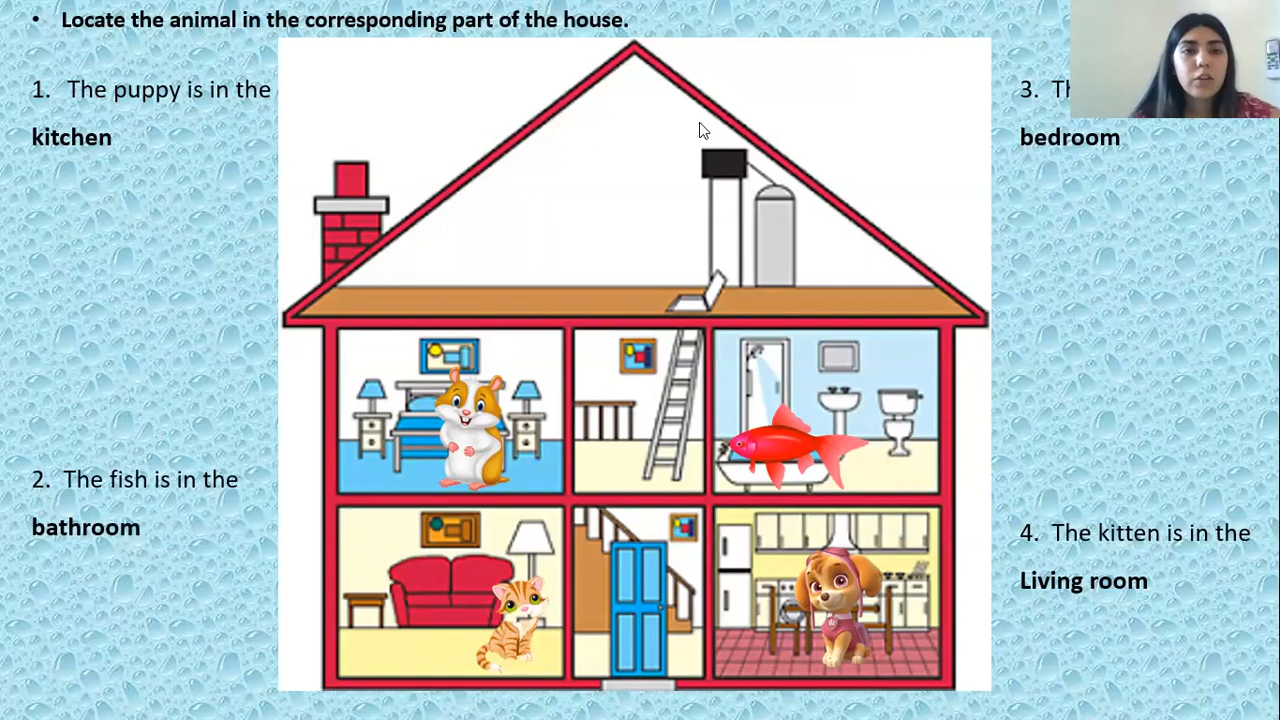 • Locate the animal in the corresponding part of the house.
1. The puppy is in the
kitchen
2. The fish is in the
bathroom
3.
bedroom
4. The kitten is in the
Living room